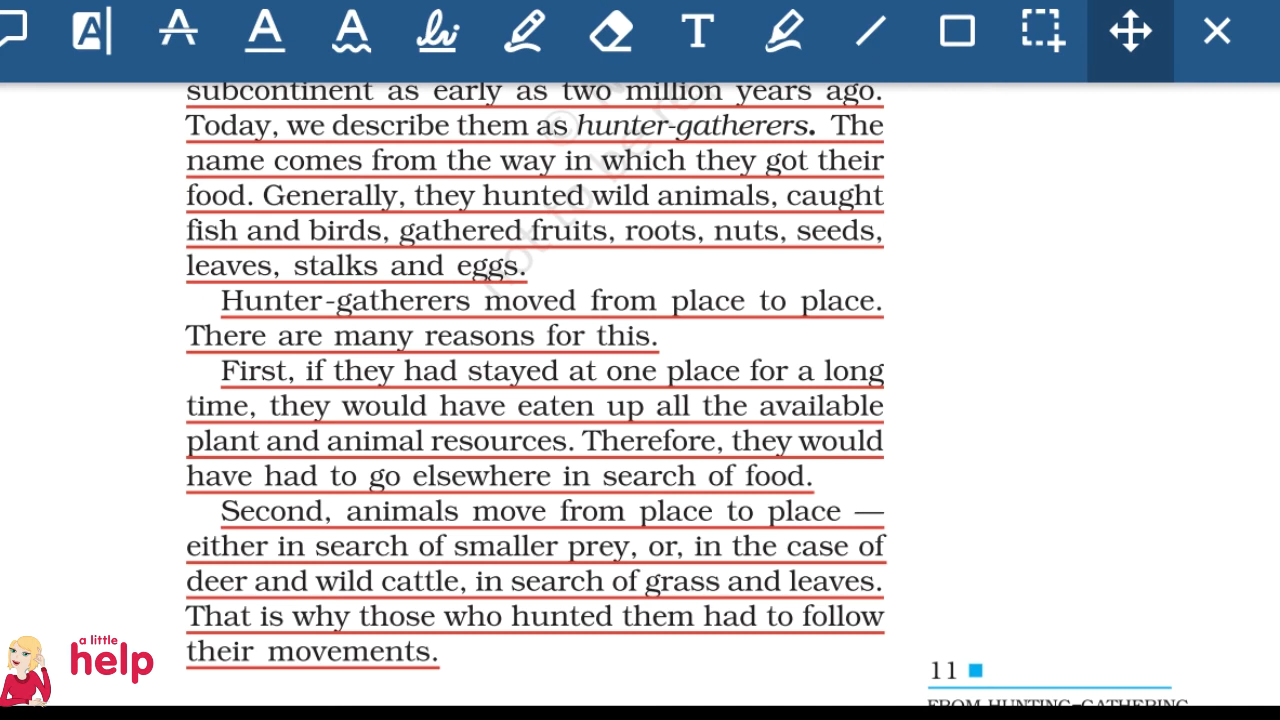 subcontinent as early as two million years ago.
Today, we describe them as hunter-gatherers. The
name comes from the way in which they got their
food. Generally, they hunted wild animals, caught
fish and birds, gathered fruits, roots, nuts, seeds,
leaves, stalks and eggs.
Hunter-gatherers moved from place to place.
There are many reasons for this.
First, if they had stayed at one place for a long
time, they would have eaten up all the available
plant and animal resources. Therefore, they would
have had to go elsewhere in search of food.
Second, animals move from place to place —
either in search of smaller prey, or, in the case of
deer and wild cattle, in search of grass and leaves.
That is why those who hunted them had to follow
their movements.
a little
help
11
FROM HUNTING–GATHERING
not to be re
©